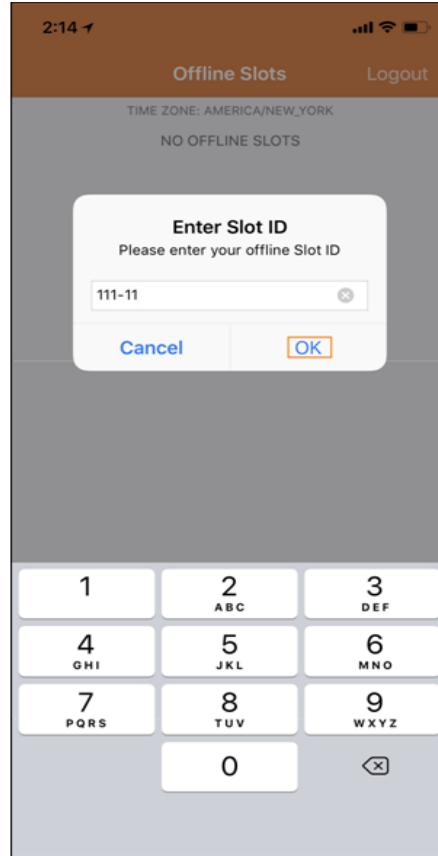 2:14
Offline Slots Logout
TIME ZONE: AMERICA/NEW_YORK
NO OFFLINE SLOTS
Enter Slot ID
Please enter your offline Slot ID
111-11
Cancel OK
1 2 3
ABC DEF
4 5 6
GHI JKL MNO
7 8 9
PQRS TUV WXYZ
0